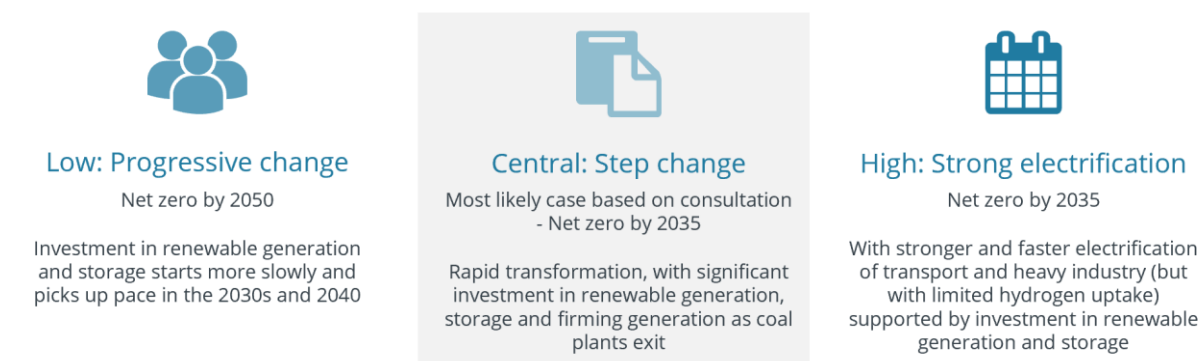 Low: Progressive change
Net zero by 2050
Investment in renewable generation
and storage starts more slowly and
picks up pace in the 2030s and 2040
Central: Step change
Most likely case based on consultation
- Net zero by 2035
Rapid transformation, with significant
investment in renewable generation,
storage and firming generation as coal
plants exit
High: Strong electrification
Net zero by 2035
With stronger and faster electrification
of transport and heavy industry (but
with limited hydrogen uptake)
supported by investment in renewable
generation and storage